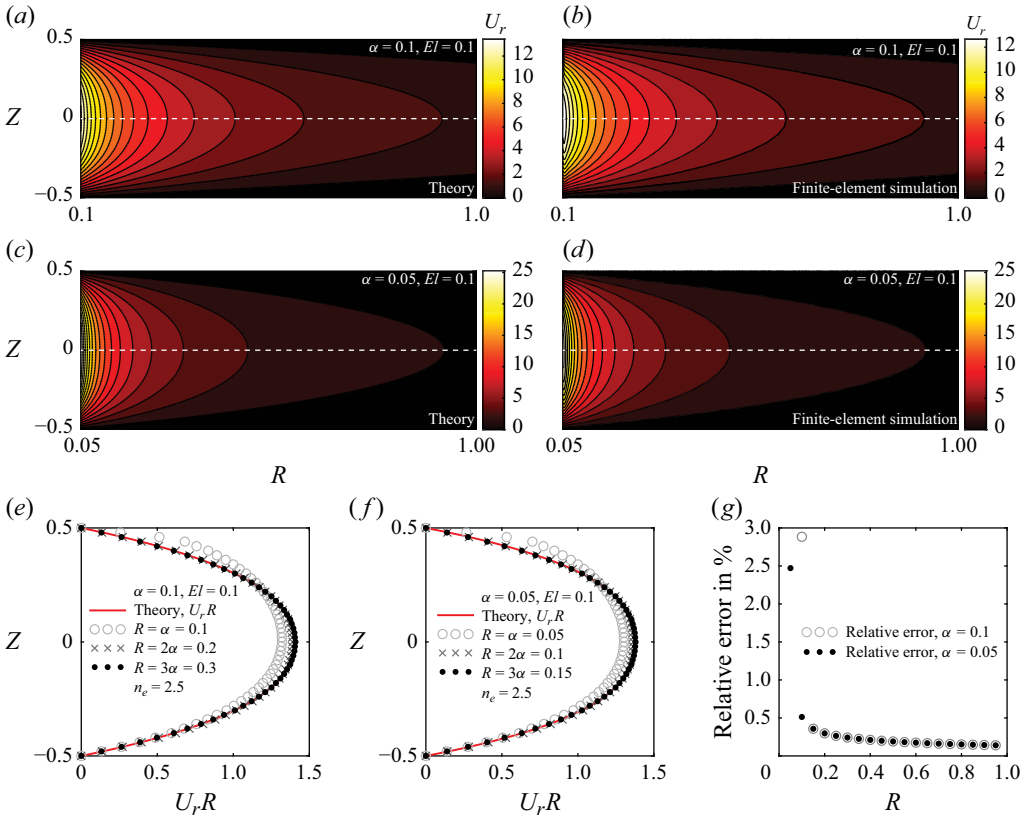 (a)
U_r
(b)
U_r
0.5
α = 0.1, El = 0.1
12
α = 0.1, El = 0.1
12
10
10
8
8
Z
0
6
6
4
4
2
2
Theory
Finite-element simulation
−0.5
0
0
0.1
1.0
0.1
1.0
(c)
(d)
0.5
α = 0.05, El = 0.1
25
α = 0.05, El = 0.1
25
20
20
15
15
Z
0
10
10
5
5
Theory
Finite-element simulation
−0.5
0
0
0.05
1.00
0.05
1.00
R
R
(e)
(f)
(g)
0.5
Z
0
−0.5
α = 0.1, El = 0.1
Theory, U_r R
R = α = 0.1
R = 2α = 0.2
R = 3α = 0.3
n_e = 2.5
0
0.5
1.0
1.5
U_r R
0.5
Z
0
−0.5
α = 0.05, El = 0.1
Theory, U_r R
R = α = 0.05
R = 2α = 0.1
R = 3α = 0.15
n_e = 2.5
0
0.5
1.0
1.5
U_r R
Relative error in %
3.0
2.5
2.0
1.5
1.0
0.5
0
Relative error, α = 0.1
Relative error, α = 0.05
0.2
0.4
0.6
0.8
1.0
R